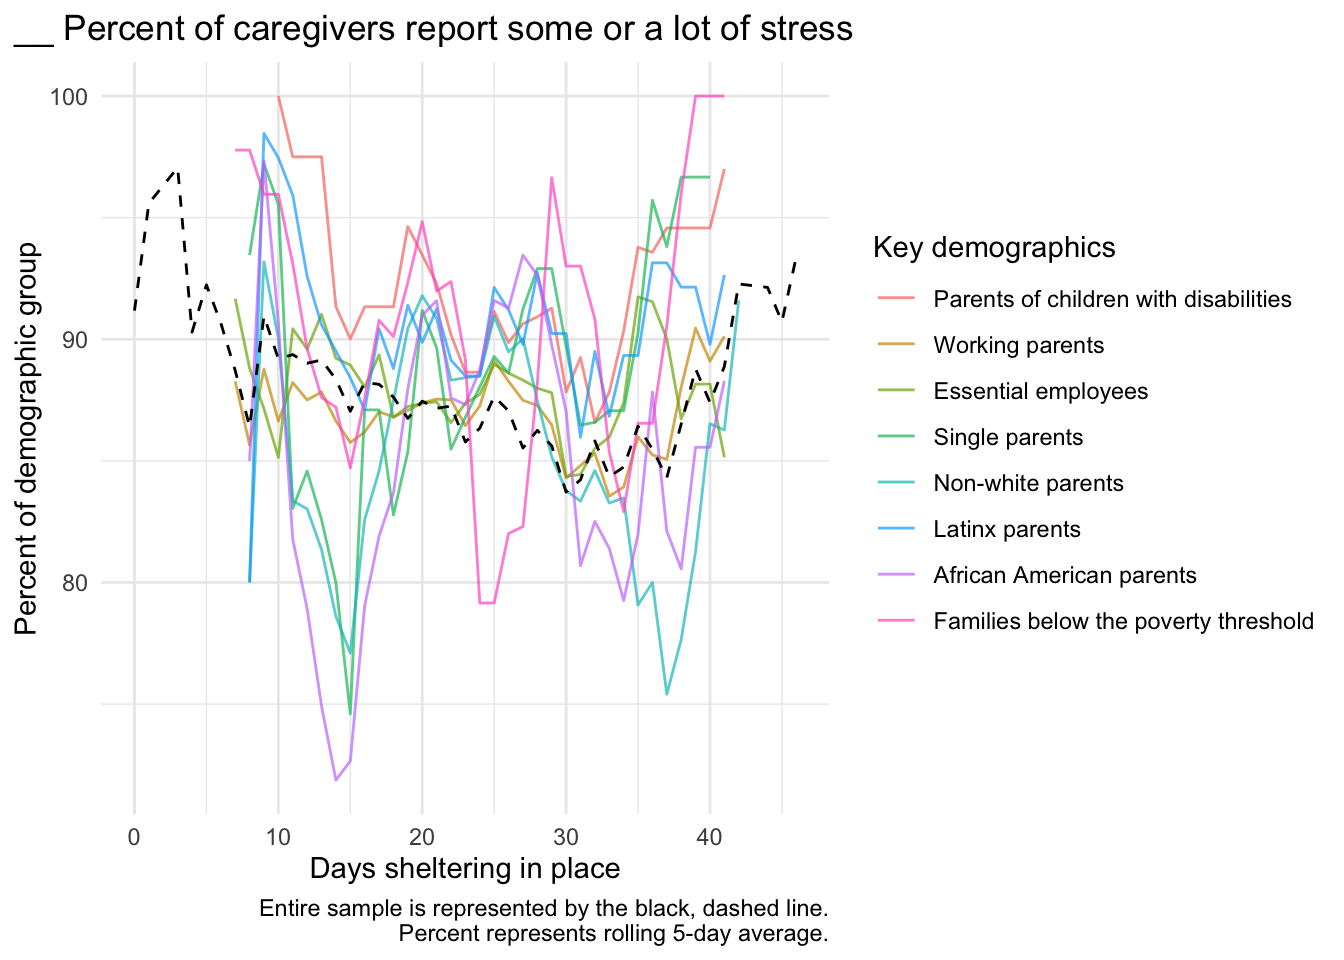 __ Percent of caregivers report some or a lot of stress
Percent of demographic group
100
90
80
0 10 20 30 40
Days sheltering in place
Key demographics
Parents of children with disabilities
Working parents
Essential employees
Single parents
Non-white parents
Latinx parents
African American parents
Families below the poverty threshold
Entire sample is represented by the black, dashed line.
Percent represents rolling 5-day average.